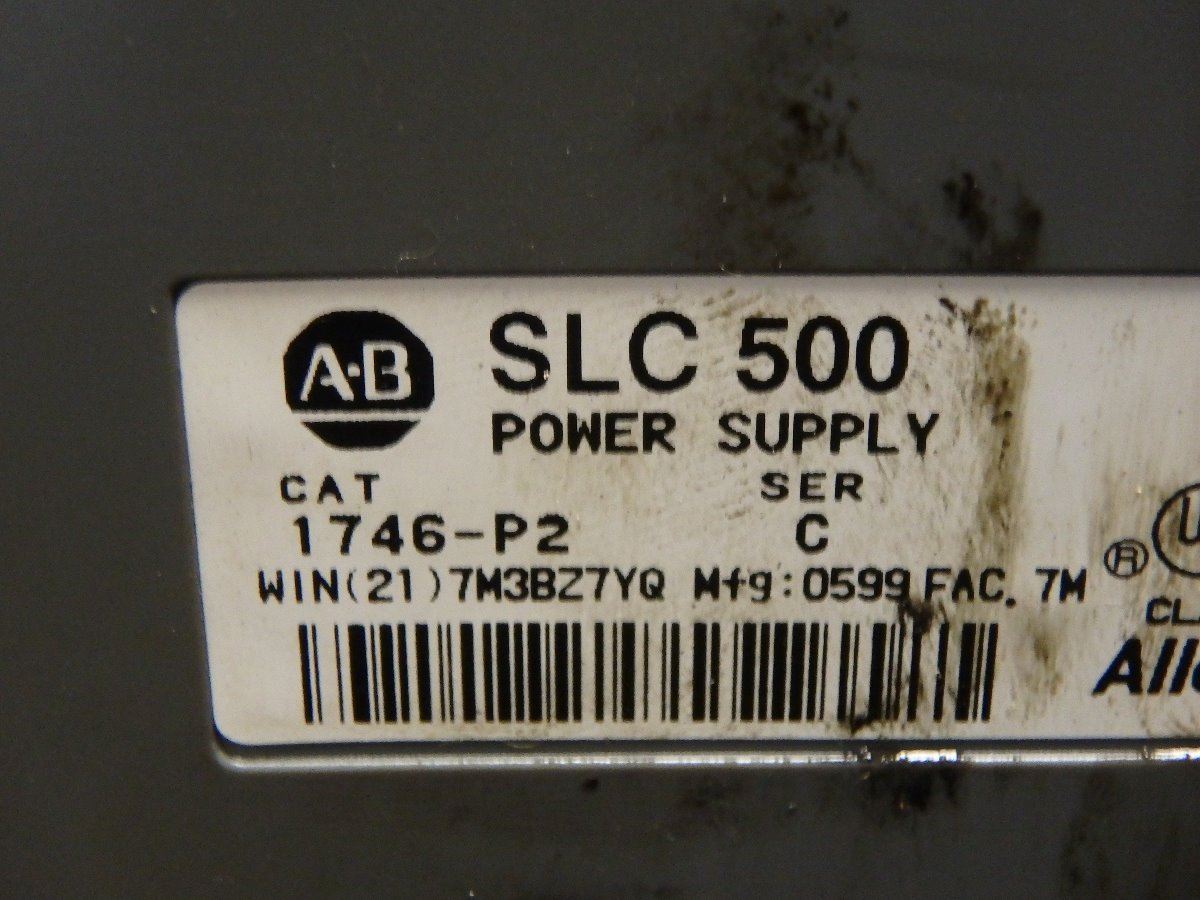 A·B SLC 500
POWER SUPPLY
CAT SER
1746-P2 C
WIN(21)7M3BZ7YQ Mfg:0599 FAC. 7M
®